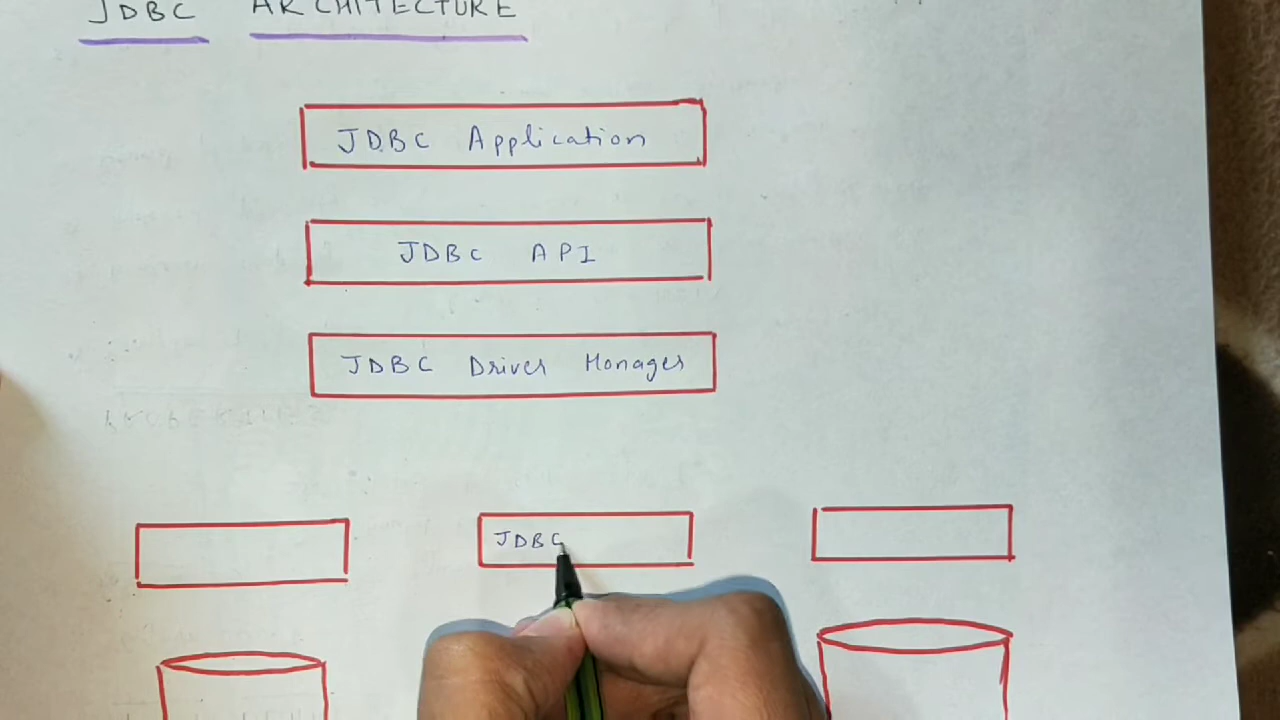 JDBC ARCHITECTURE
JDBC Application
JDBC API
JDBC Driver Manager
JDBC